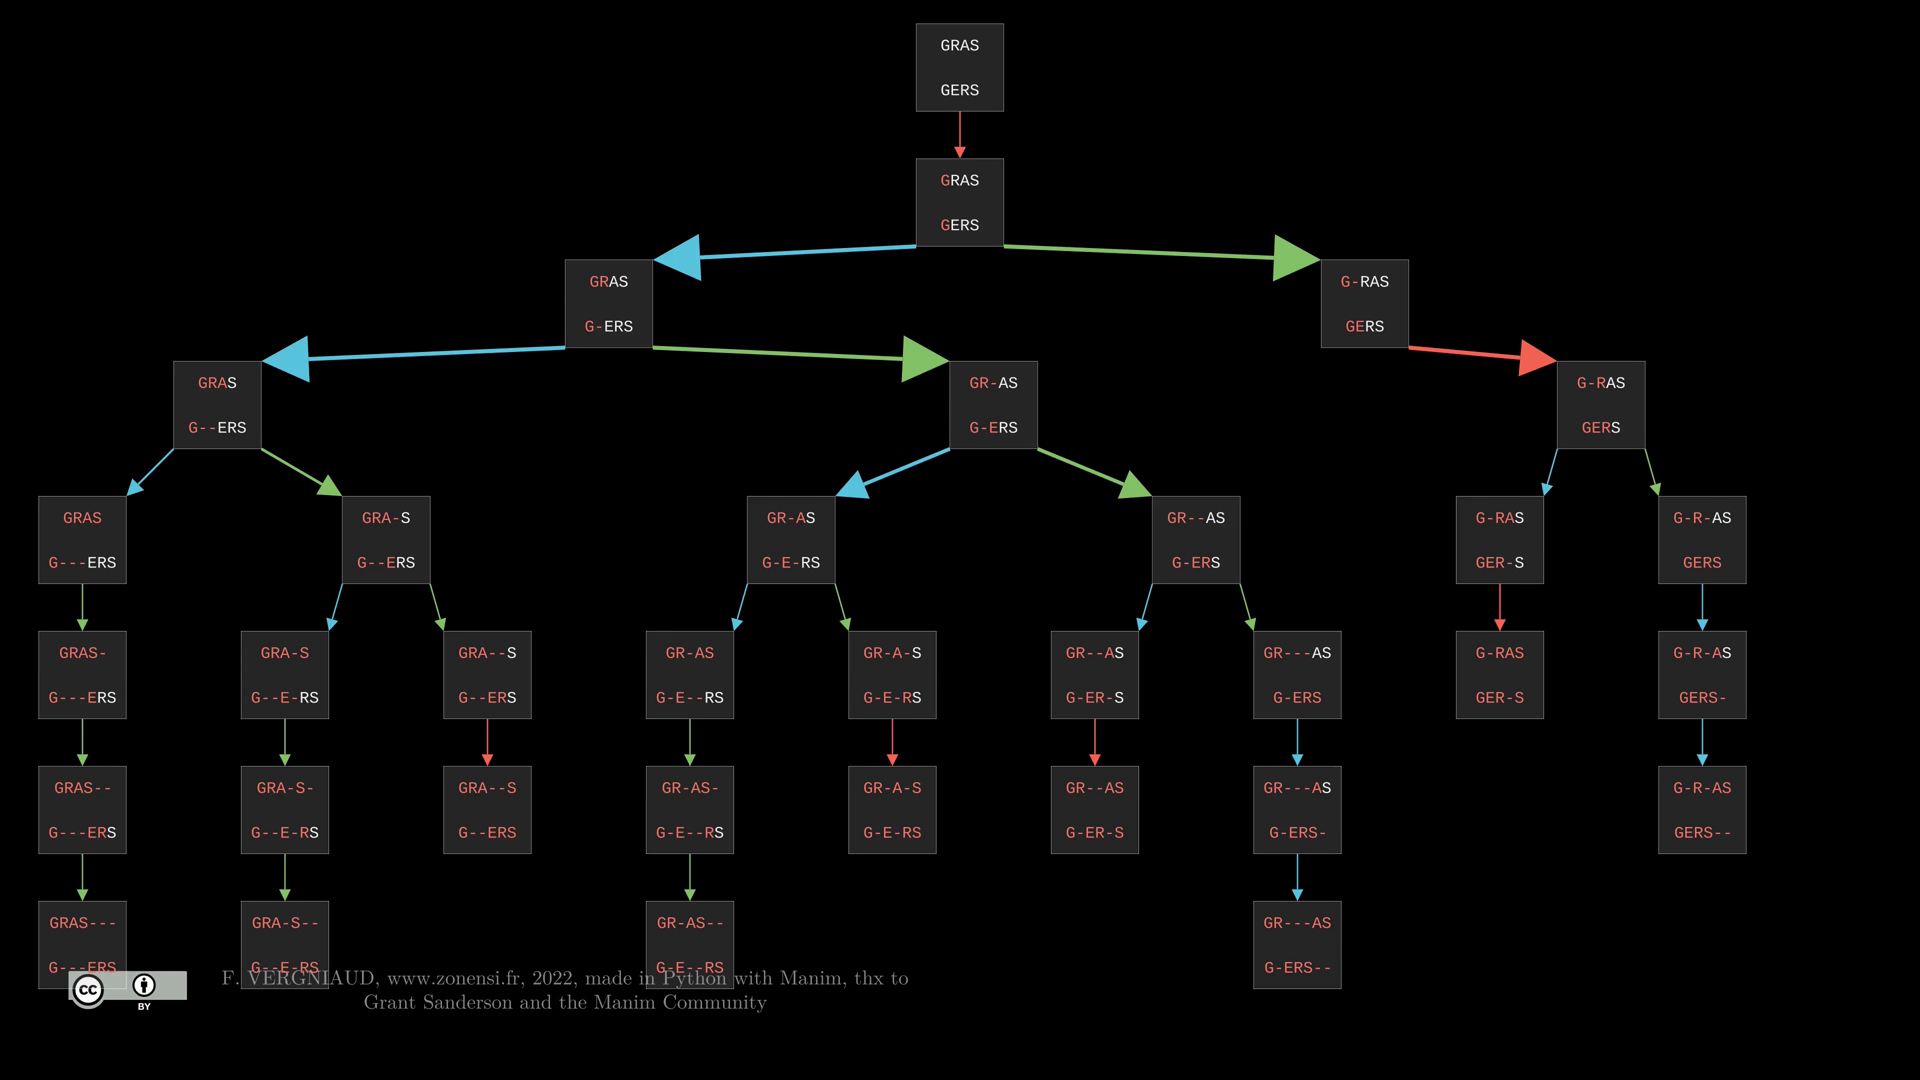 GRAS
GERS
GRAS
GERS
GRAS
G-ERS
G-RAS
GERS
GRAS
G--ERS
GR-AS
G-ERS
G-RAS
GERS
GRAS
G---ERS
GRA-S
G--ERS
GR-AS
G-E-RS
GR--AS
G-ERS
G-RAS
GER-S
G-R-AS
GERS
GRAS-
G---ERS
GRA-S
G--E-RS
GRA--S
G--ERS
GR-AS
G-E--RS
GR-A-S
G-E-RS
GR--AS
G-ER-S
GR---AS
G-ERS
G-RAS
GER-S
G-R-AS
GERS-
GRAS--
G---ERS
GRA-S-
G--E-RS
GRA--S
G--ERS
GR-AS-
G-E--RS
GR-A-S
G-E-RS
GR--AS
G-ER-S
GR---AS
G-ERS-
G-R-AS
GERS--
GRAS---
G---ERS
GRA-S--
G--E-RS
GR-AS--
G-E--RS
GR---AS
G-ERS--
cc
BY
F. VERGNIAUD, www.zonensi.fr, 2022, made in Python with Manim, thx to
Grant Sanderson and the Manim Community